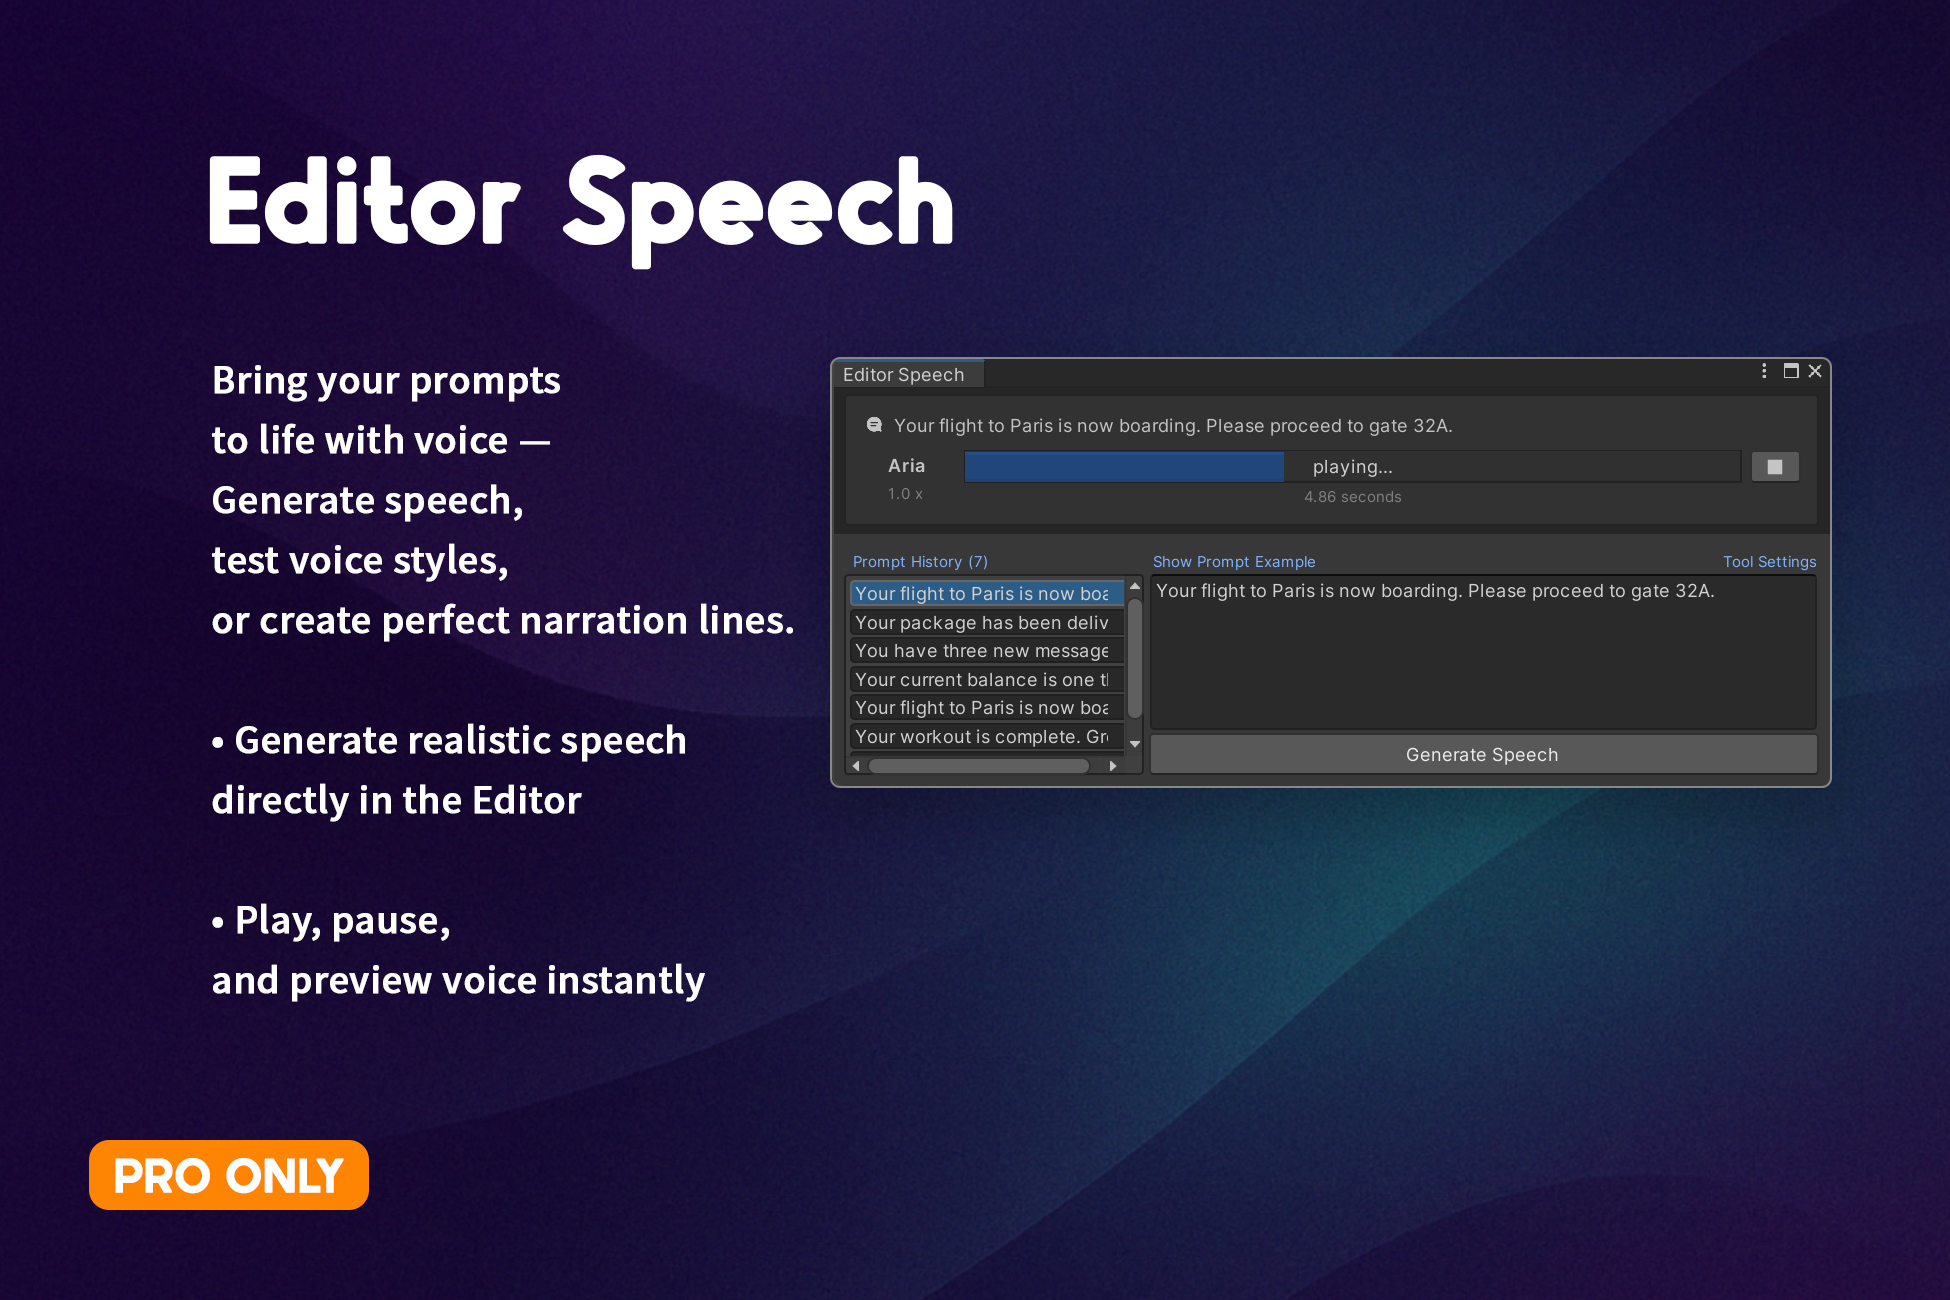 Editor Speech
Bring your prompts
to life with voice —
Generate speech,
test voice styles,
or create perfect narration lines.
• Generate realistic speech
directly in the Editor
• Play, pause,
and preview voice instantly
PRO ONLY
Editor Speech
Your flight to Paris is now boarding. Please proceed to gate 32A.
Aria
playing...
1.0 x
4.86 seconds
Prompt History (7)
Show Prompt Example
Tool Settings
Your flight to Paris is now boa
Your package has been deliv
You have three new message
Your current balance is one tl
Your flight to Paris is now boa
Your workout is complete. Gr
Your flight to Paris is now boarding. Please proceed to gate 32A.
Generate Speech